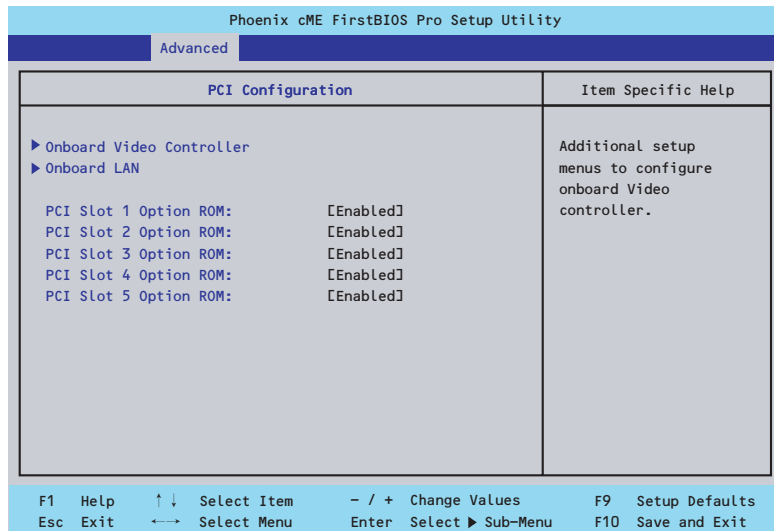 Phoenix cME FirstBIOS Pro Setup Utility
Advanced
PCI Configuration
Item Specific Help
▶ Onboard Video Controller
▶ Onboard LAN
PCI Slot 1 Option ROM: [Enabled]
PCI Slot 2 Option ROM: [Enabled]
PCI Slot 3 Option ROM: [Enabled]
PCI Slot 4 Option ROM: [Enabled]
PCI Slot 5 Option ROM: [Enabled]
Additional setup
menus to configure
onboard Video
controller.
F1 Help ↑↓ Select Item - / + Change Values F9 Setup Defaults
Esc Exit ←→ Select Menu Enter Select ▶ Sub-Menu F10 Save and Exit